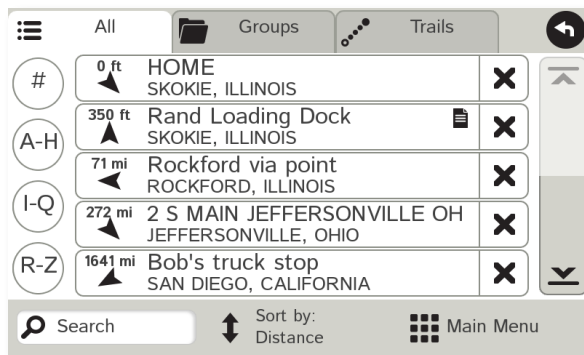 All
Groups
Trails
#
A-H
I-Q
R-Z
0 ft
HOME
SKOKIE, ILLINOIS
350 ft
Rand Loading Dock
SKOKIE, ILLINOIS
71 mi
Rockford via point
ROCKFORD, ILLINOIS
272 mi
2 S MAIN JEFFERSONVILLE OH
JEFFERSONVILLE, OHIO
1641 mi
Bob's truck stop
SAN DIEGO, CALIFORNIA
Search
Sort by:
Distance
Main Menu